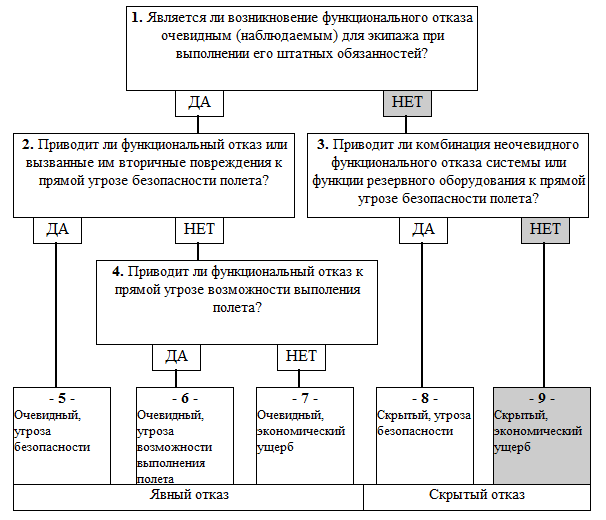 1. Является ли возникновение функционального отказа
очевидным (наблюдаемым) для экипажа при
выполнении его штатных обязанностей?
ДА
НЕТ
2. Приводит ли функциональный отказ или
вызванные им вторичные повреждения к
прямой угрозе безопасности полета?
3. Приводит ли комбинация неочевидного
функционального отказа системы или
функции резервного оборудования к прямой
угрозе безопасности полета?
ДА
НЕТ
ДА
НЕТ
4. Приводит ли функциональный отказ к
прямой угрозе возможности выполения
полета?
ДА
НЕТ
- 5 -
Очевидный,
угроза
безопасности
- 6 -
Очевидный,
угроза
возможности
выполнения
полета
- 7 -
Очевидный,
экономический
ущерб
- 8 -
Скрытый, угроза
безопасности
- 9 -
Скрытый,
экономический
ущерб
Явный отказ
Скрытый отказ